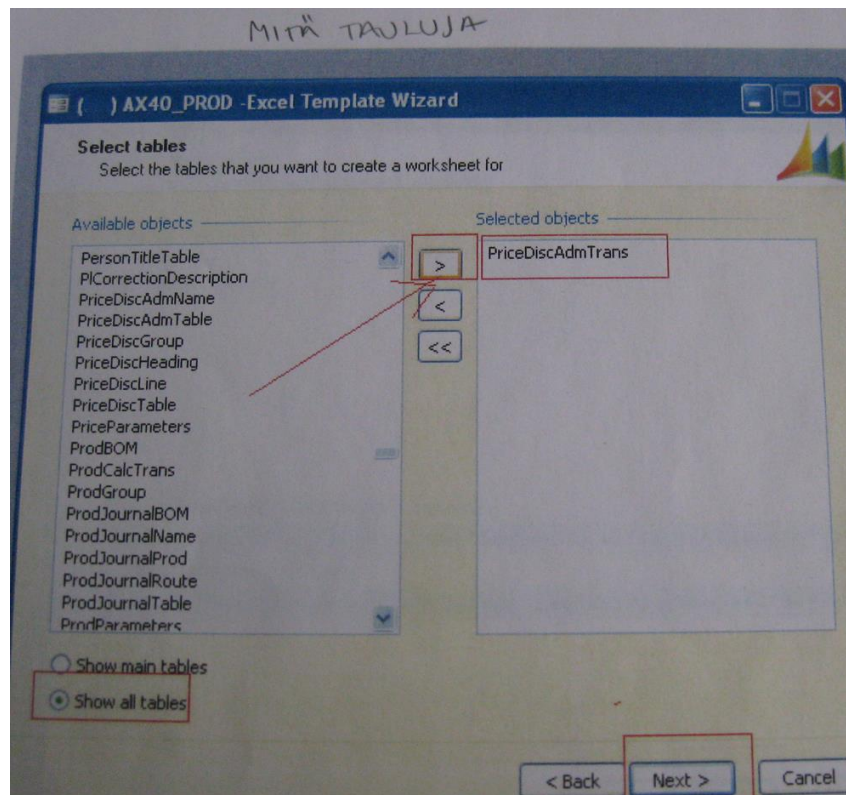 MITÄ TAULUJA
( ) AX40_PROD -Excel Template Wizard
Select tables
Select the tables that you want to create a worksheet for
Available objects
PersonTitleTable
PlCorrectionDescription
PriceDiscAdmName
PriceDiscAdmTable
PriceDiscGroup
PriceDiscHeading
PriceDiscLine
PriceDiscTable
PriceParameters
ProdBOM
ProdCalcTrans
ProdGroup
ProdJournalBOM
ProdJournalName
ProdJournalProd
ProdJournalRoute
ProdJournalTable
ProdParameters
>
<
<<
Selected objects
PriceDiscAdmTrans
Show main tables
Show all tables
< Back
Next >
Cancel